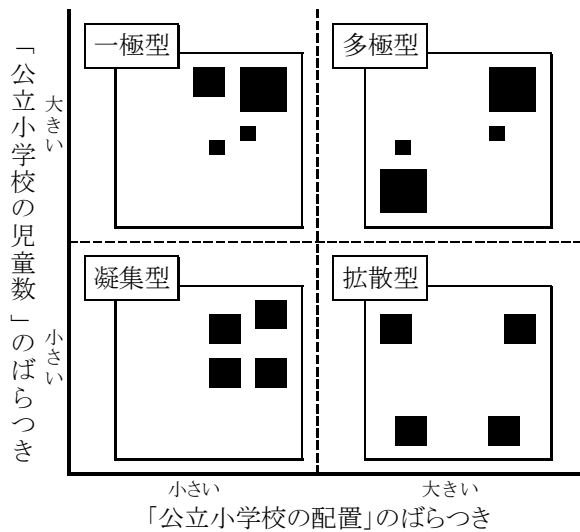 「公立小学校の児童数」のばらつき
大きい
小さい
一極型
多極型
凝集型
拡散型
小さい
大きい
「公立小学校の配置」のばらつき